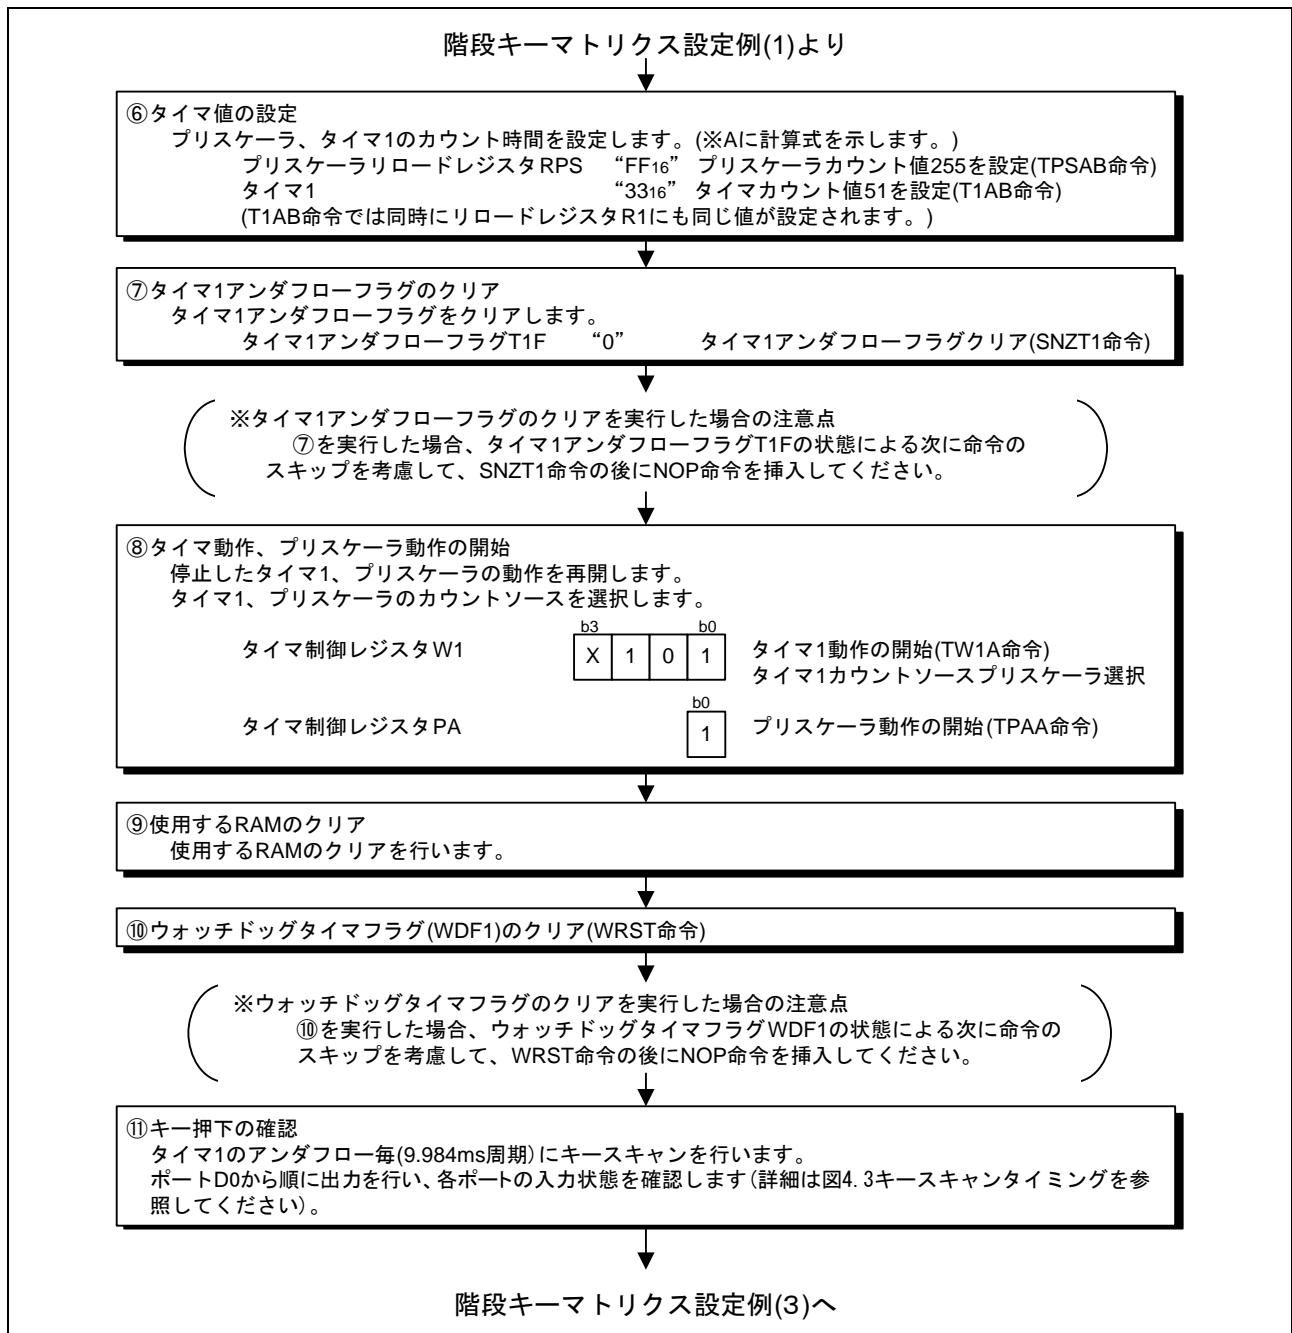 階段キーマトリクス設定例(1)より
⑥タイマ値の設定
プリスケーラ、タイマ1のカウント時間を設定します。(※Aに計算式を示します。)
プリスケーラリロードレジスタRPS “FF16” プリスケーラカウント値255を設定(TPSAB命令)
タイマ1 “3316” タイマカウント値51を設定(T1AB命令)
(T1AB命令では同時にリロードレジスタR1にも同じ値が設定されます。)
⑦タイマ1アンダフローフラグのクリア
タイマ1アンダフローフラグをクリアします。
タイマ1アンダフローフラグT1F “0” タイマ1アンダフローフラグクリア(SNZT1命令)
※タイマ1アンダフローフラグのクリアを実行した場合の注意点
⑦を実行した場合、タイマ1アンダフローフラグT1Fの状態による次に命令の
スキップを考慮して、SNZT1命令の後にNOP命令を挿入してください。
⑧タイマ動作、プリスケーラ動作の開始
停止したタイマ1、プリスケーラの動作を再開します。
タイマ1、プリスケーラのカウントソースを選択します。
b3 b0
タイマ制御レジスタW1 X 1 0 1 タイマ1動作の開始(TW1A命令)
タイマ1カウントソースプリスケーラ選択
b0
タイマ制御レジスタPA 1 プリスケーラ動作の開始(TPAA命令)
⑨使用するRAMのクリア
使用するRAMのクリアを行います。
⑩ウォッチドッグタイマフラグ(WDF1)のクリア(WRST命令)
※ウォッチドッグタイマフラグのクリアを実行した場合の注意点
⑩を実行した場合、ウォッチドッグタイマフラグWDF1の状態による次に命令の
スキップを考慮して、WRST命令の後にNOP命令を挿入してください。
⑪キー押下の確認
タイマ1のアンダフロー毎(9.984ms周期)にキースキャンを行います。
ポートD0から順に出力を行い、各ポートの入力状態を確認します(詳細は図4.3キースキャンタイミングを参
照してください)。
階段キーマトリクス設定例(3)へ